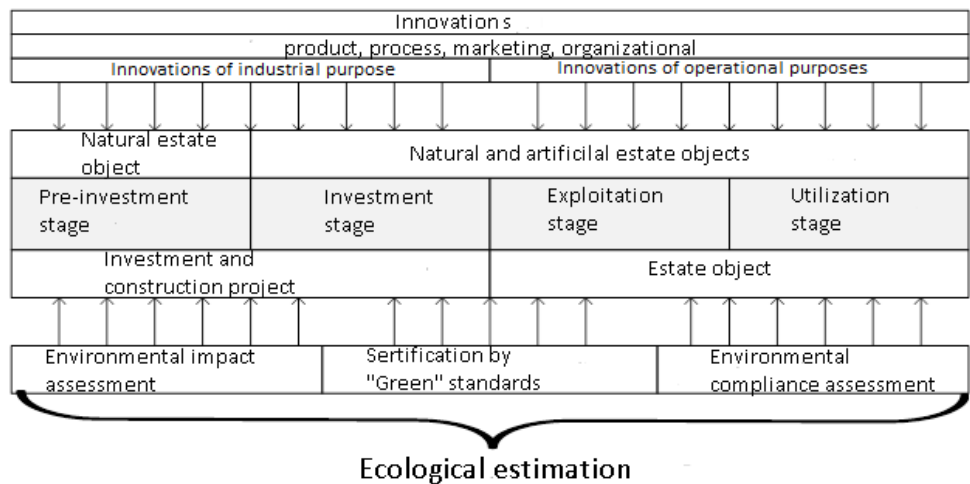 Innovations
product, process, marketing, organizational
Innovations of industrial purpose
Innovations of operational purposes
Natural estate
object
Natural and artificilal estate objects
Pre-investment
stage
Investment
stage
Exploitation
stage
Utilization
stage
Investment and
construction project
Estate object
Environmental impact
assessment
Sertification by
"Green" standards
Environmental
compliance assessment
Ecological estimation